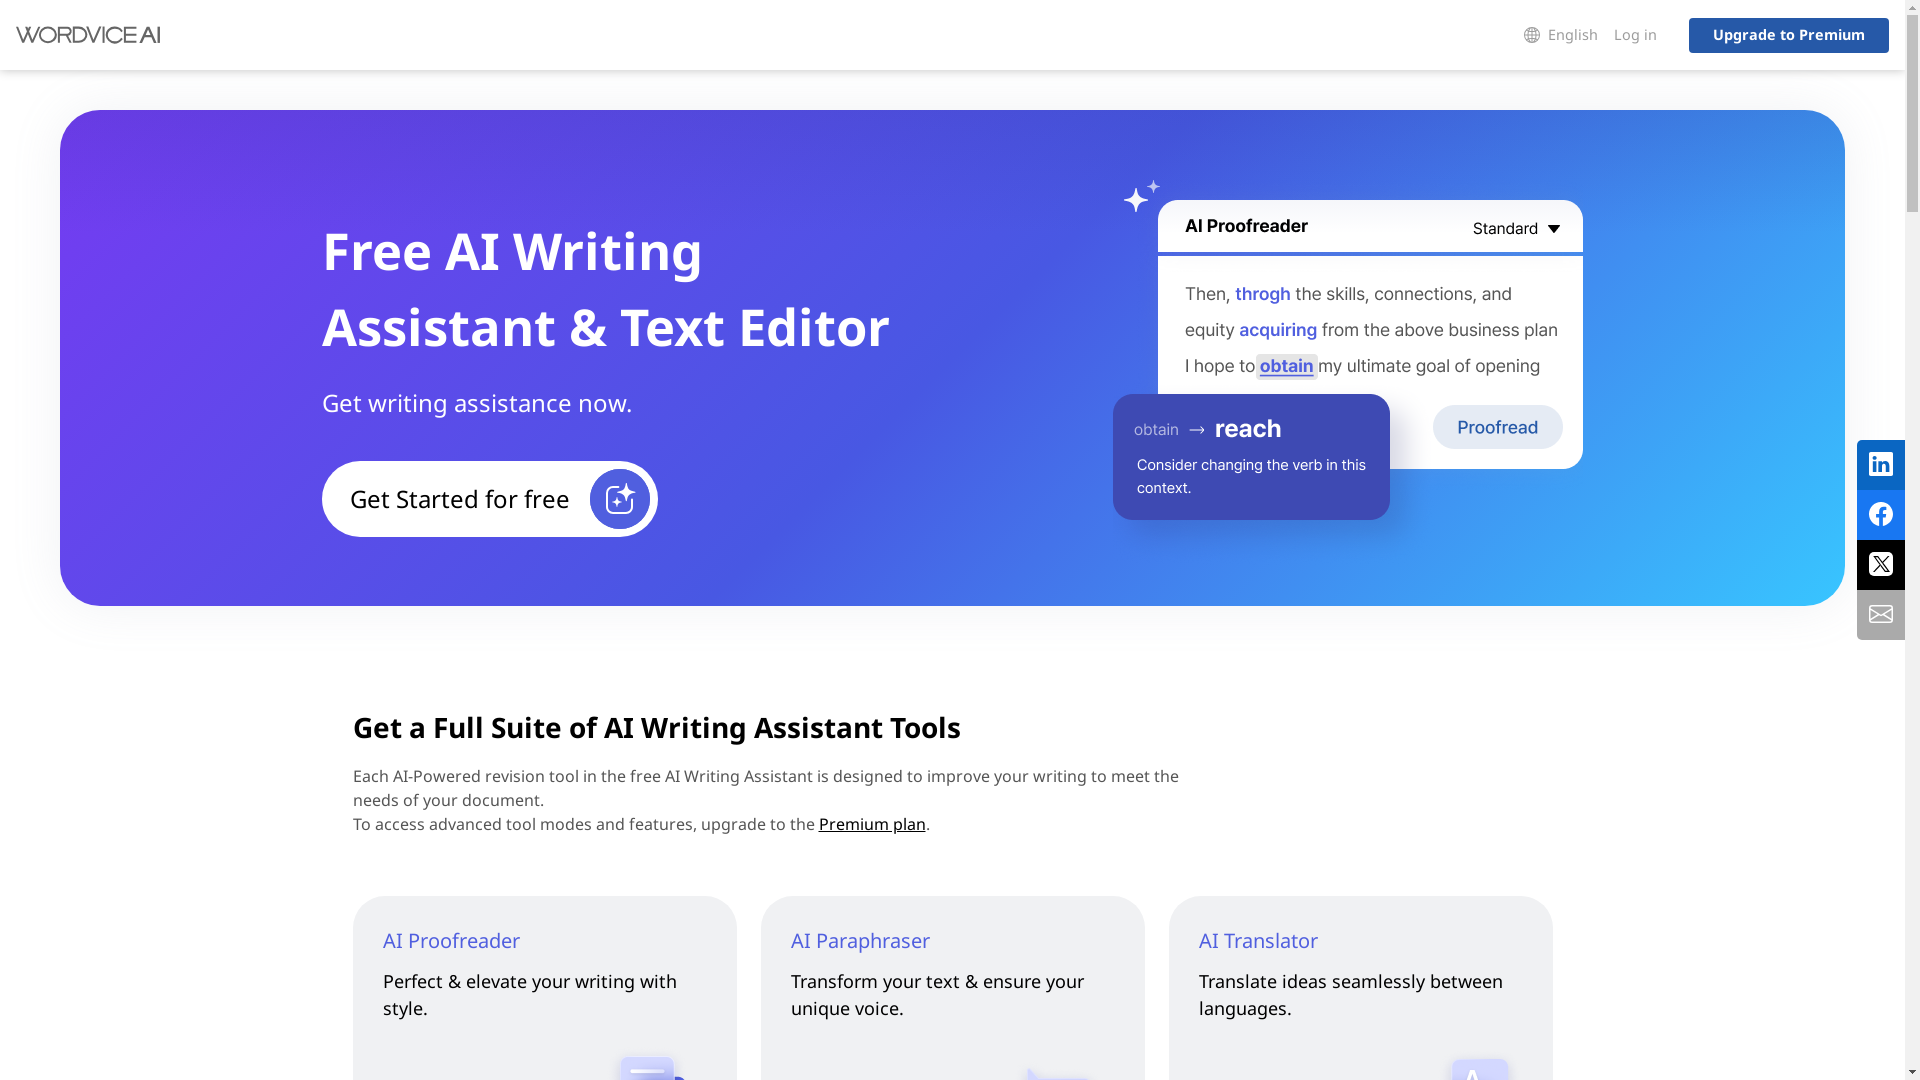 WORDVICE AI
English
Log in
Upgrade to Premium
Free AI Writing
Assistant & Text Editor
Get writing assistance now.
Get Started for free
AI Proofreader
Standard
Then, throgh the skills, connections, and
equity acquiring from the above business plan
I hope to obtain my ultimate goal of opening
Proofread
obtain → reach
Consider changing the verb in this
context.
Get a Full Suite of AI Writing Assistant Tools
Each AI-Powered revision tool in the free AI Writing Assistant is designed to improve your writing to meet the
needs of your document.
To access advanced tool modes and features, upgrade to the Premium plan.
AI Proofreader
Perfect & elevate your writing with
style.
AI Paraphraser
Transform your text & ensure your
unique voice.
AI Translator
Translate ideas seamlessly between
languages.